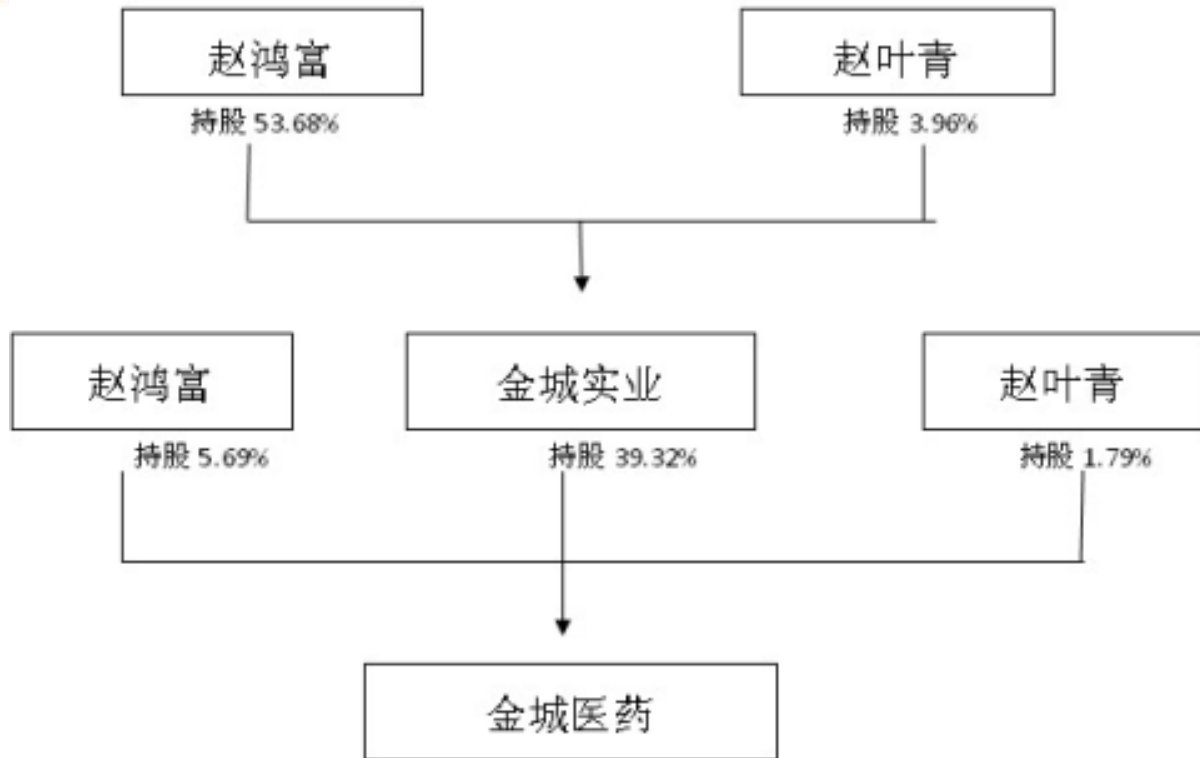 赵鸿富
赵叶青
持股 53.68%
持股 3.96%
赵鸿富
金城实业
赵叶青
持股 5.69%
持股 39.32%
持股 1.79%
金城医药